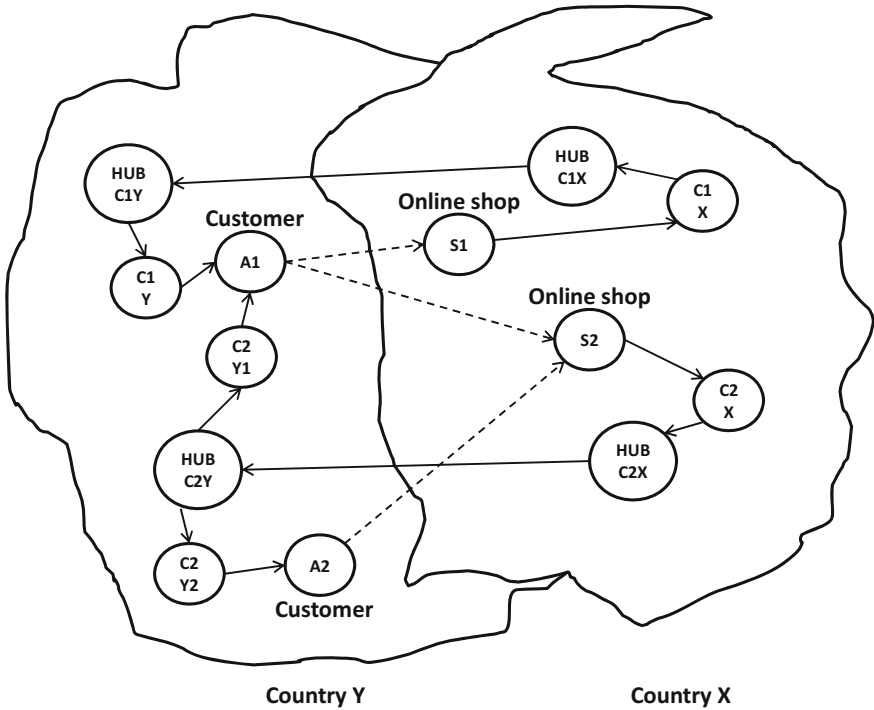 HUB
C1Y
HUB
C1X
C1
X
Customer
Online shop
A1
S1
C1
Y
Online shop
S2
C2
Y1
C2
X
HUB
C2Y
HUB
C2X
C2
Y2
A2
Customer
Country Y
Country X